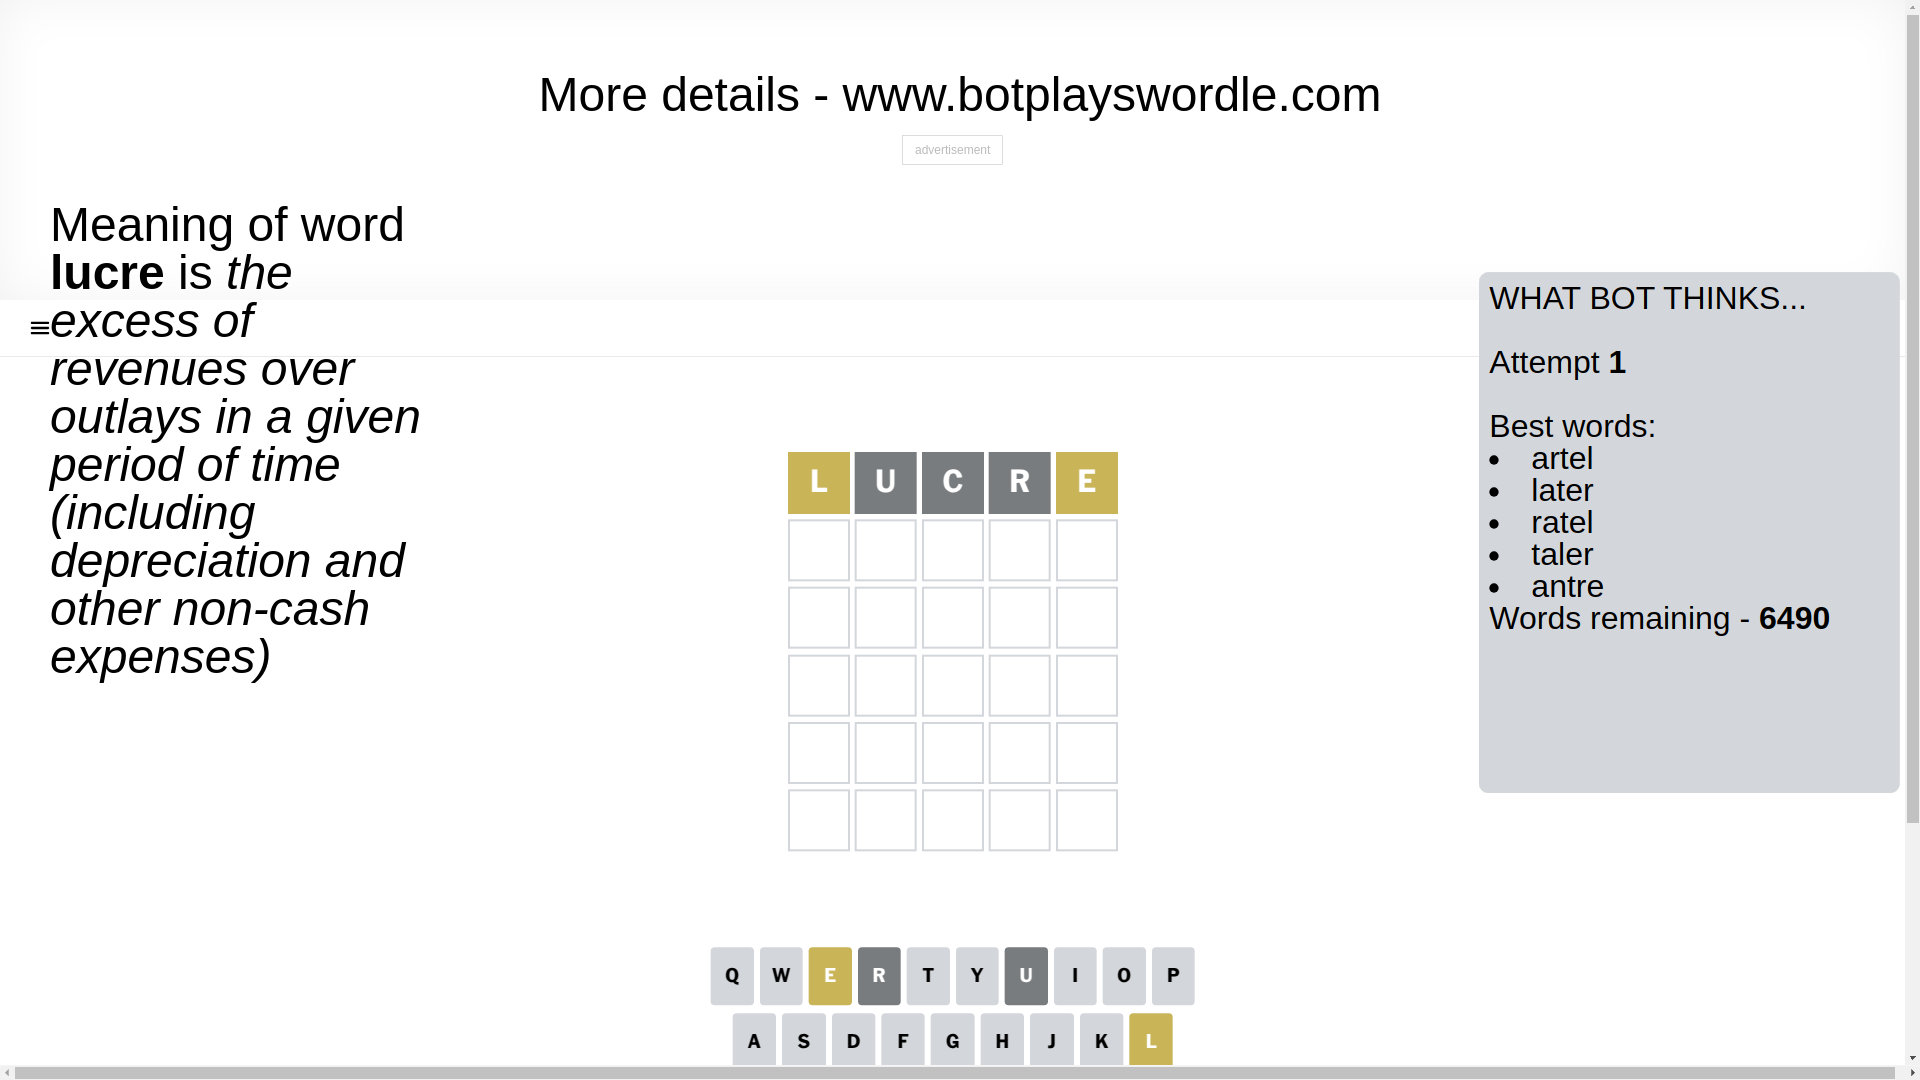 More details - www.botplayswordle.com
advertisement
Meaning of word
lucre is the
excess of
revenues over
outlays in a given
period of time
(including
depreciation and
other non-cash
expenses)
WHAT BOT THINKS...
Attempt 1
Best words:
artel
later
ratel
taler
antre
Words remaining - 6490
L U C R E
Q W E R T Y U I O P
A S D F G H J K L